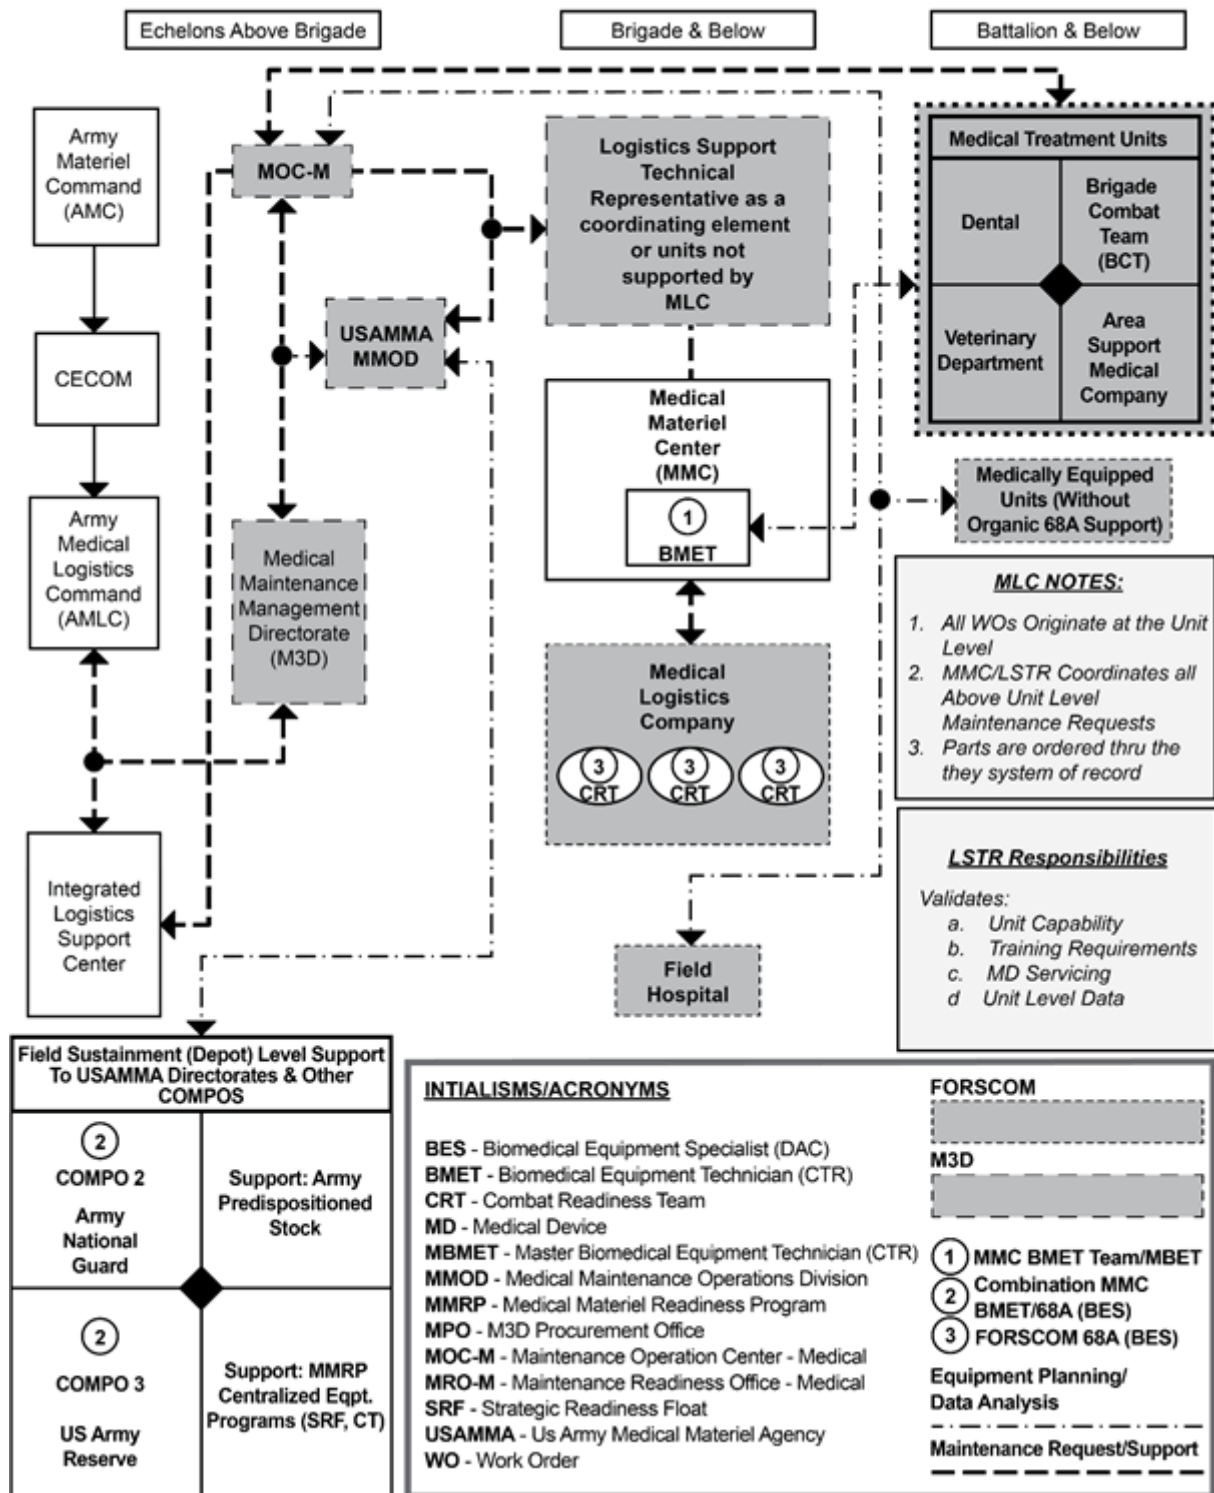 Echelons Above Brigade
Brigade & Below
Battalion & Below
Army
Materiel
Command
(AMC)
CECOM
Army
Medical
Logistics
Command
(AMLC)
Integrated
Logistics
Support
Center
MOC-M
USAMMA
MMOD
Medical
Maintenance
Management
Directorate
(M3D)
Logistics Support
Technical
Representative as a
coordinating element
or units not
supported by
MLC
Medical
Materiel
Center
(MMC)
1
BMET
Medical
Logistics
Company
3
CRT
3
CRT
3
CRT
Field
Hospital
Medical Treatment Units
Dental
Brigade
Combat
Team
(BCT)
Veterinary
Department
Area
Support
Medical
Company
Medically Equipped
Units (Without
Organic 68A Support)
MLC NOTES:
1. All WOs Originate at the Unit
Level
2. MMC/LSTR Coordinates all
Above Unit Level
Maintenance Requests
3. Parts are ordered thru the
they system of record
LSTR Responsibilities
Validates:
a. Unit Capability
b. Training Requirements
c. MD Servicing
d Unit Level Data
Field Sustainment (Depot) Level Support
To USAMMA Directorates & Other
COMPOS
2
COMPO 2
Army
National
Guard
Support: Army
Predispositioned
Stock
2
COMPO 3
US Army
Reserve
Support: MMRP
Centralized Eqpt.
Programs (SRF, CT)
INTIALISMS/ACRONYMS
BES - Biomedical Equipment Specialist (DAC)
BMET - Biomedical Equipment Technician (CTR)
CRT - Combat Readiness Team
MD - Medical Device
MBMET - Master Biomedical Equipment Technician (CTR)
MMOD - Medical Maintenance Operations Division
MMRP - Medical Materiel Readiness Program
MPO - M3D Procurement Office
MOC-M - Maintenance Operation Center - Medical
MRO-M - Maintenance Readiness Office - Medical
SRF - Strategic Readiness Float
USAMMA - Us Army Medical Materiel Agency
WO - Work Order
FORSCOM
M3D
1 MMC BMET Team/MBET
2 Combination MMC
BMET/68A (BES)
3 FORSCOM 68A (BES)
Equipment Planning/
Data Analysis
Maintenance Request/Support